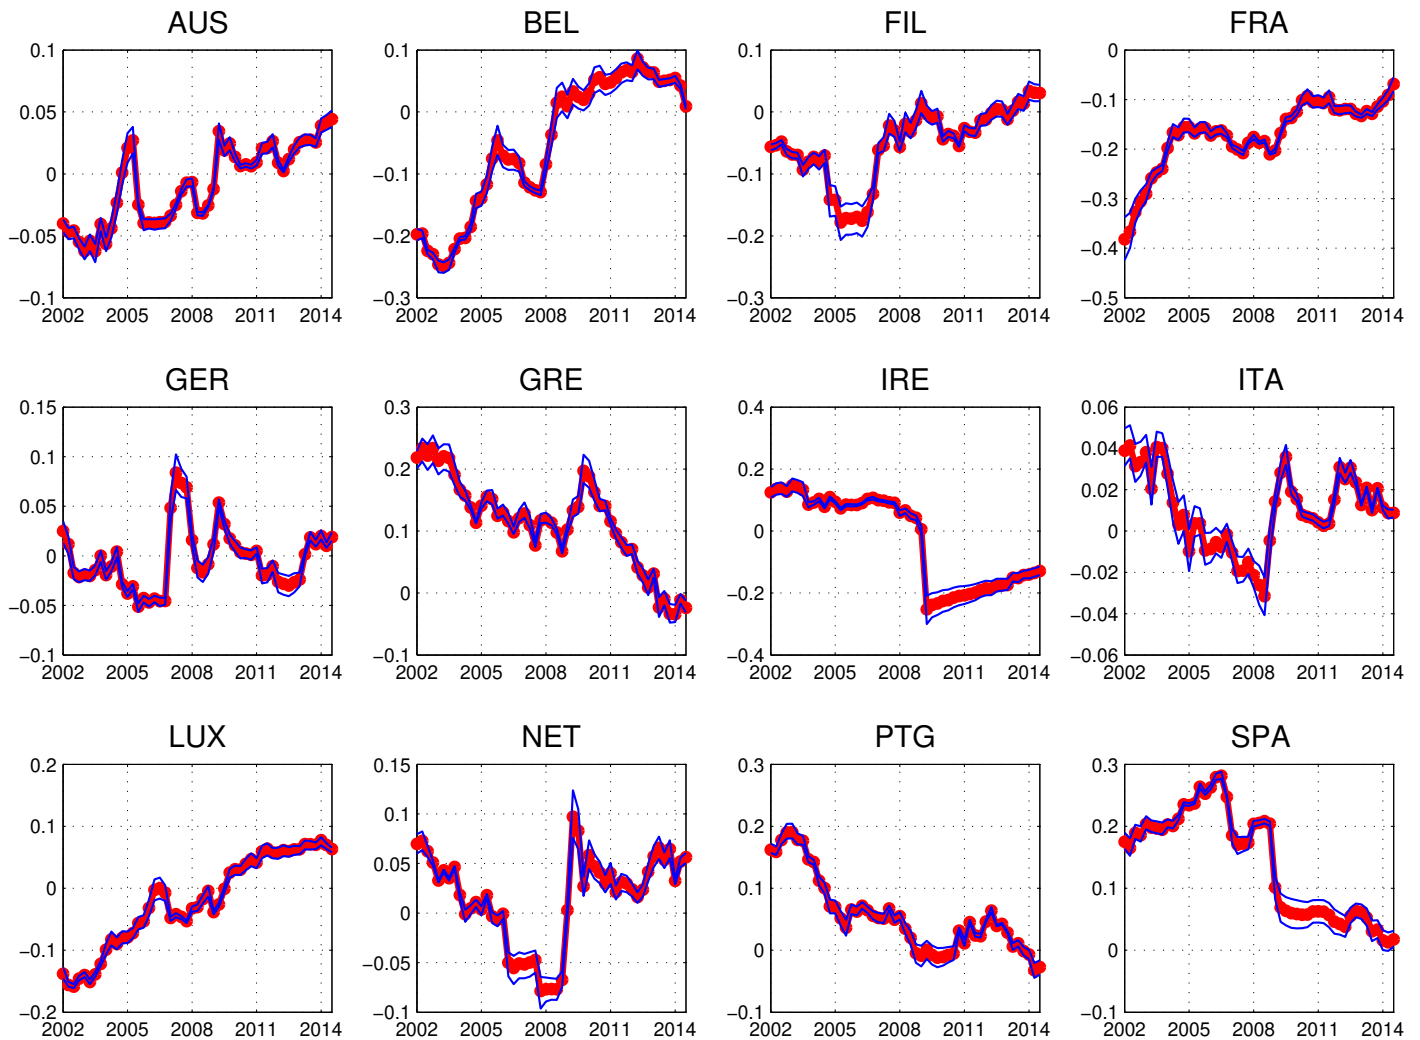 AUS BEL FIL FRA
0.1 0.1 0.1 0
0.05 0 0 −0.1
0 −0.1 −0.1 −0.2
−0.05 −0.2 −0.2 −0.3
−0.4
−0.1 −0.3 −0.3 −0.5
2002 2005 2008 2011 2014 2002 2005 2008 2011 2014 2002 2005 2008 2011 2014 2002 2005 2008 2011 2014
GER GRE IRE ITA
0.15 0.3 0.4 0.06
0.1 0.2 0.2 0.04
0.05 0.02
0 0.1 0 0
−0.05 0 −0.2 −0.02
−0.04
−0.1 −0.1 −0.4 −0.06
2002 2005 2008 2011 2014 2002 2005 2008 2011 2014 2002 2005 2008 2011 2014 2002 2005 2008 2011 2014
LUX NET PTG SPA
0.2 0.15 0.3 0.3
0.1 0.1 0.2 0.2
0.05
0 0 0.1 0.1
−0.1 −0.05 0 0
−0.2 −0.1 −0.1 −0.1
2002 2005 2008 2011 2014 2002 2005 2008 2011 2014 2002 2005 2008 2011 2014 2002 2005 2008 2011 2014